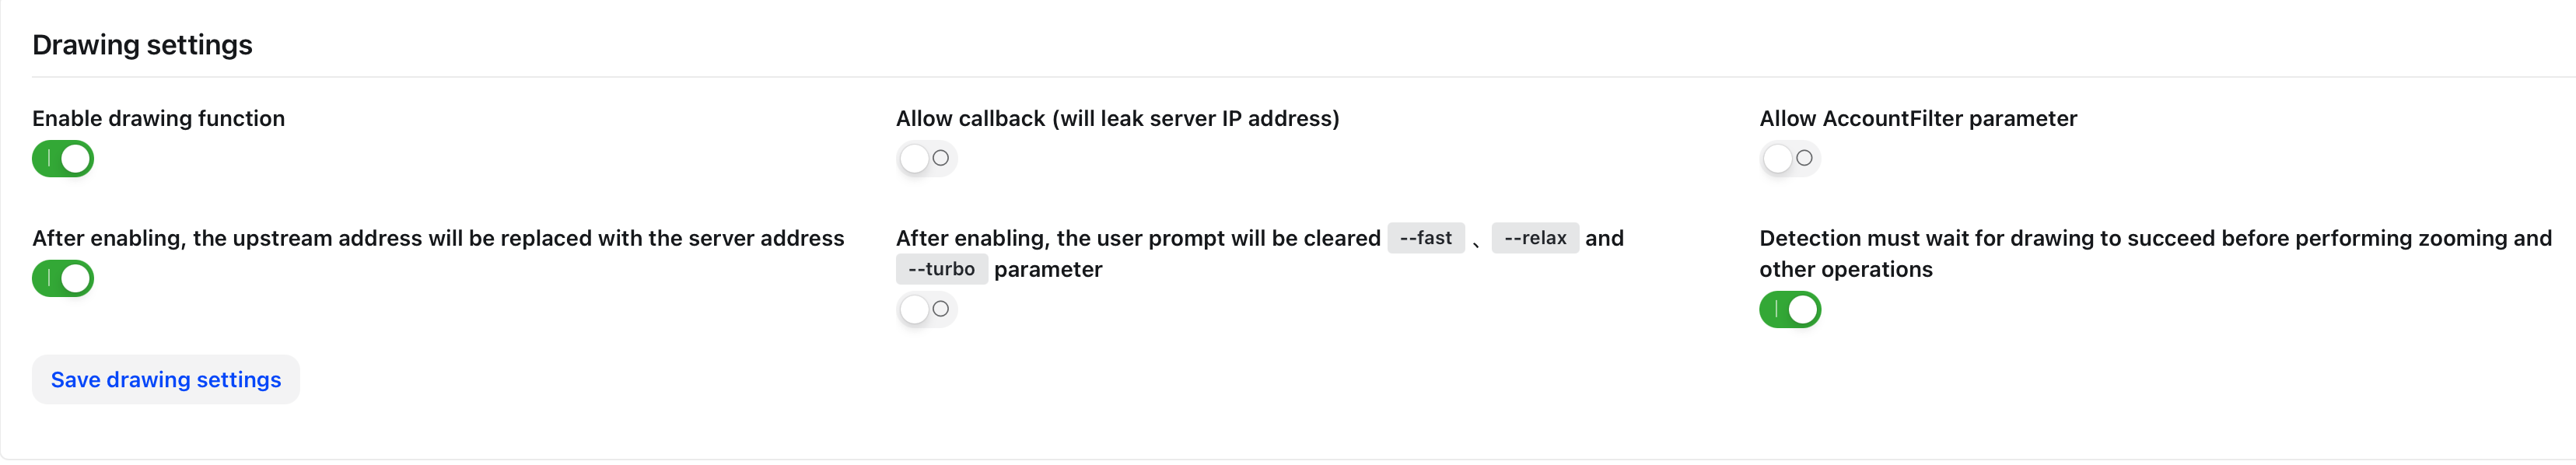 Drawing settings
Enable drawing function
Allow callback (will leak server IP address)
Allow AccountFilter parameter
After enabling, the upstream address will be replaced with the server address
After enabling, the user prompt will be cleared --fast 、 --relax and
--turbo parameter
Detection must wait for drawing to succeed before performing zooming and
other operations
Save drawing settings